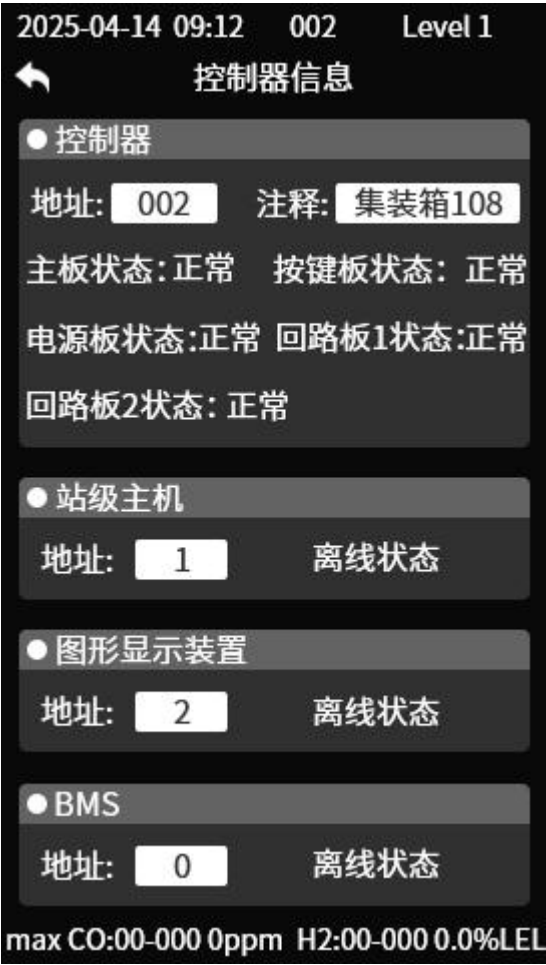 2025-04-14 09:12 002 Level 1
控制器信息
控制器
地址: 002 注释: 集装箱108
主板状态: 正常 按键板状态: 正常
电源板状态:正常 回路板1状态:正常
回路板2状态: 正常
站级主机
地址: 1 离线状态
图形显示装置
地址: 2 离线状态
BMS
地址: 0 离线状态
max CO:00-000 0ppm H2:00-000 0.0%LEL